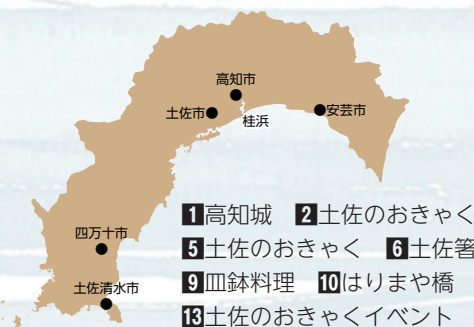 高知市
土佐市
桂浜
安芸市
四万十市
土佐清水市
1高知城 2土佐のおきゃく
5土佐のおきゃく 6土佐箸
9皿鉢料理 10はりまや橋
13土佐のおきゃくイベント